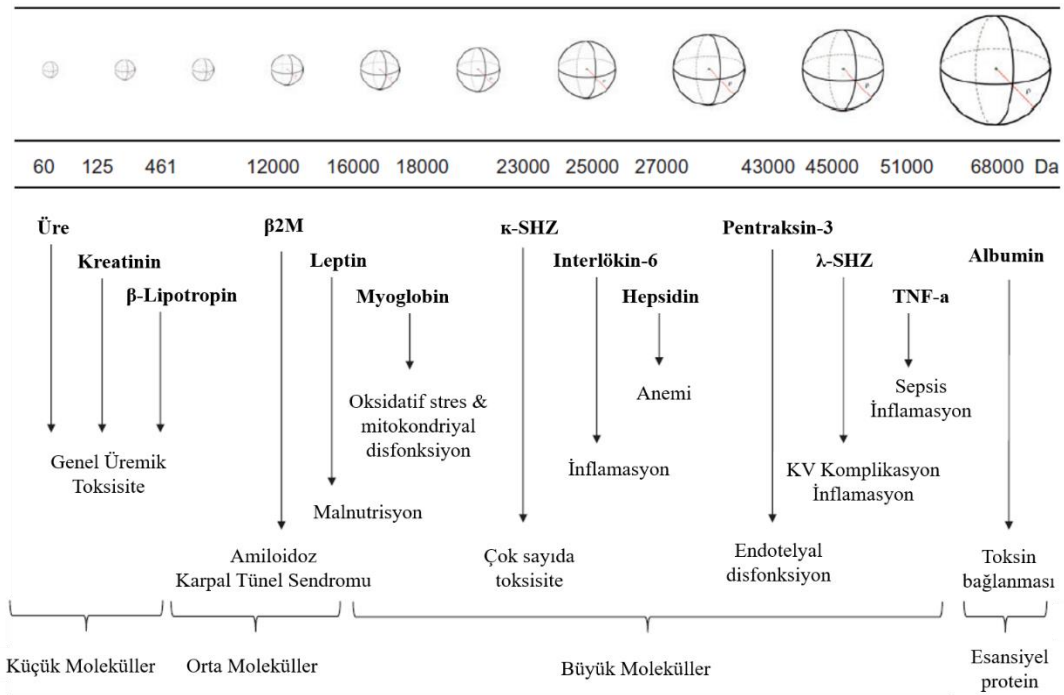 60 125 461 12000 16000 18000 23000 25000 27000 43000 45000 51000 68000 Da
Üre β2M κ-SHZ Pentraksin-3
Kreatinin Leptin Interlökin-6 λ-SHZ Albumin
β-Lipotropin Myoglobin Hepsidin TNF-a
Oksidatif stres &
mitokondriyal
disfonksiyon
Anemi
Sepsis
İnflamasyon
Genel Üremik
Toksisite
İnflamasyon
KV Komplikasyon
İnflamasyon
Malnutrisyon
Amiloidoz
Karpal Tünel Sendromu
Çok sayıda
toksisite
Endotelyal
disfonksiyon
Toksin
bağlanması
Küçük Moleküller
Orta Moleküller
Büyük Moleküller
Esansiyel
protein